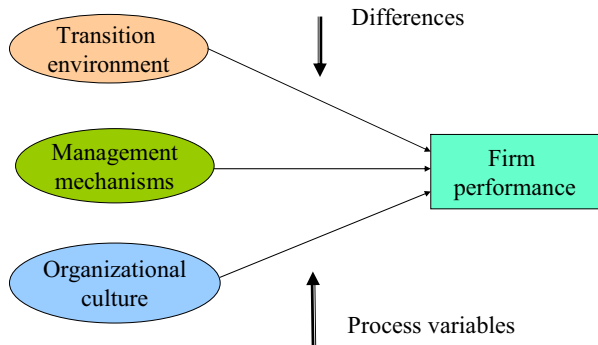 Differences
Transition
environment
Management
mechanisms
Firm
performance
Organizational
culture
Process variables